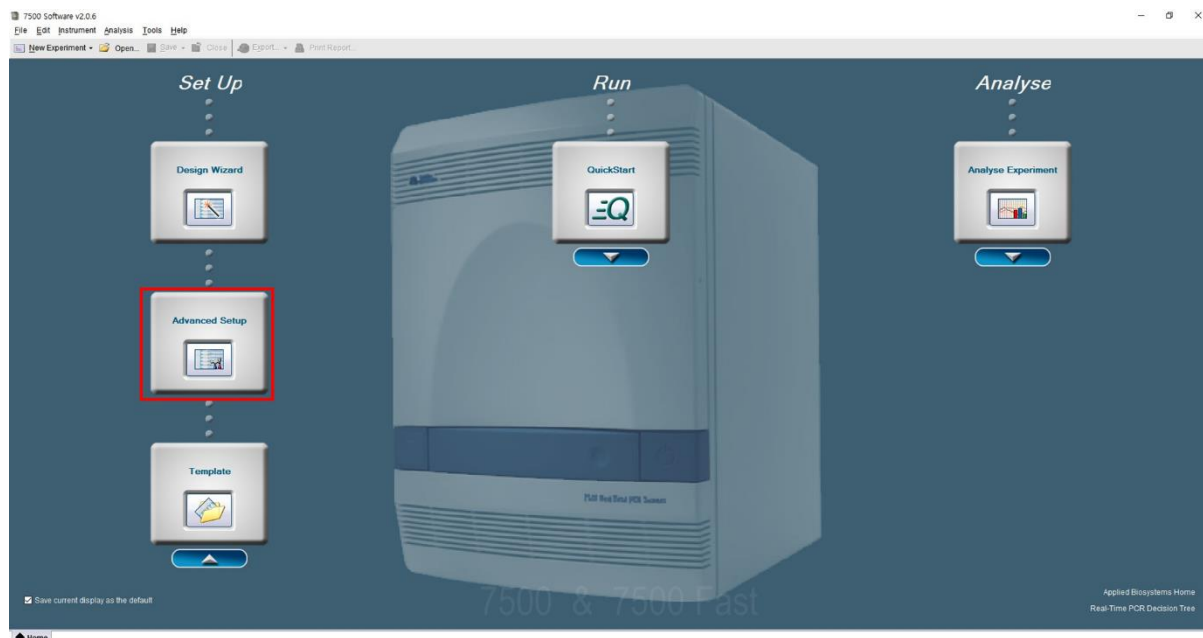 7500 Software v2.0.6
File Edit Instrument Analysis Tools Help
New Experiment Open... Save Close Export... Print Report...
Set Up Run Analyse
Design Wizard QuickStart Analyse Experiment
Advanced Setup
Template
7500 & 7500 Fast
Save current display as the default
Applied Biosystems Home
Real-Time PCR Decision Tree
Home